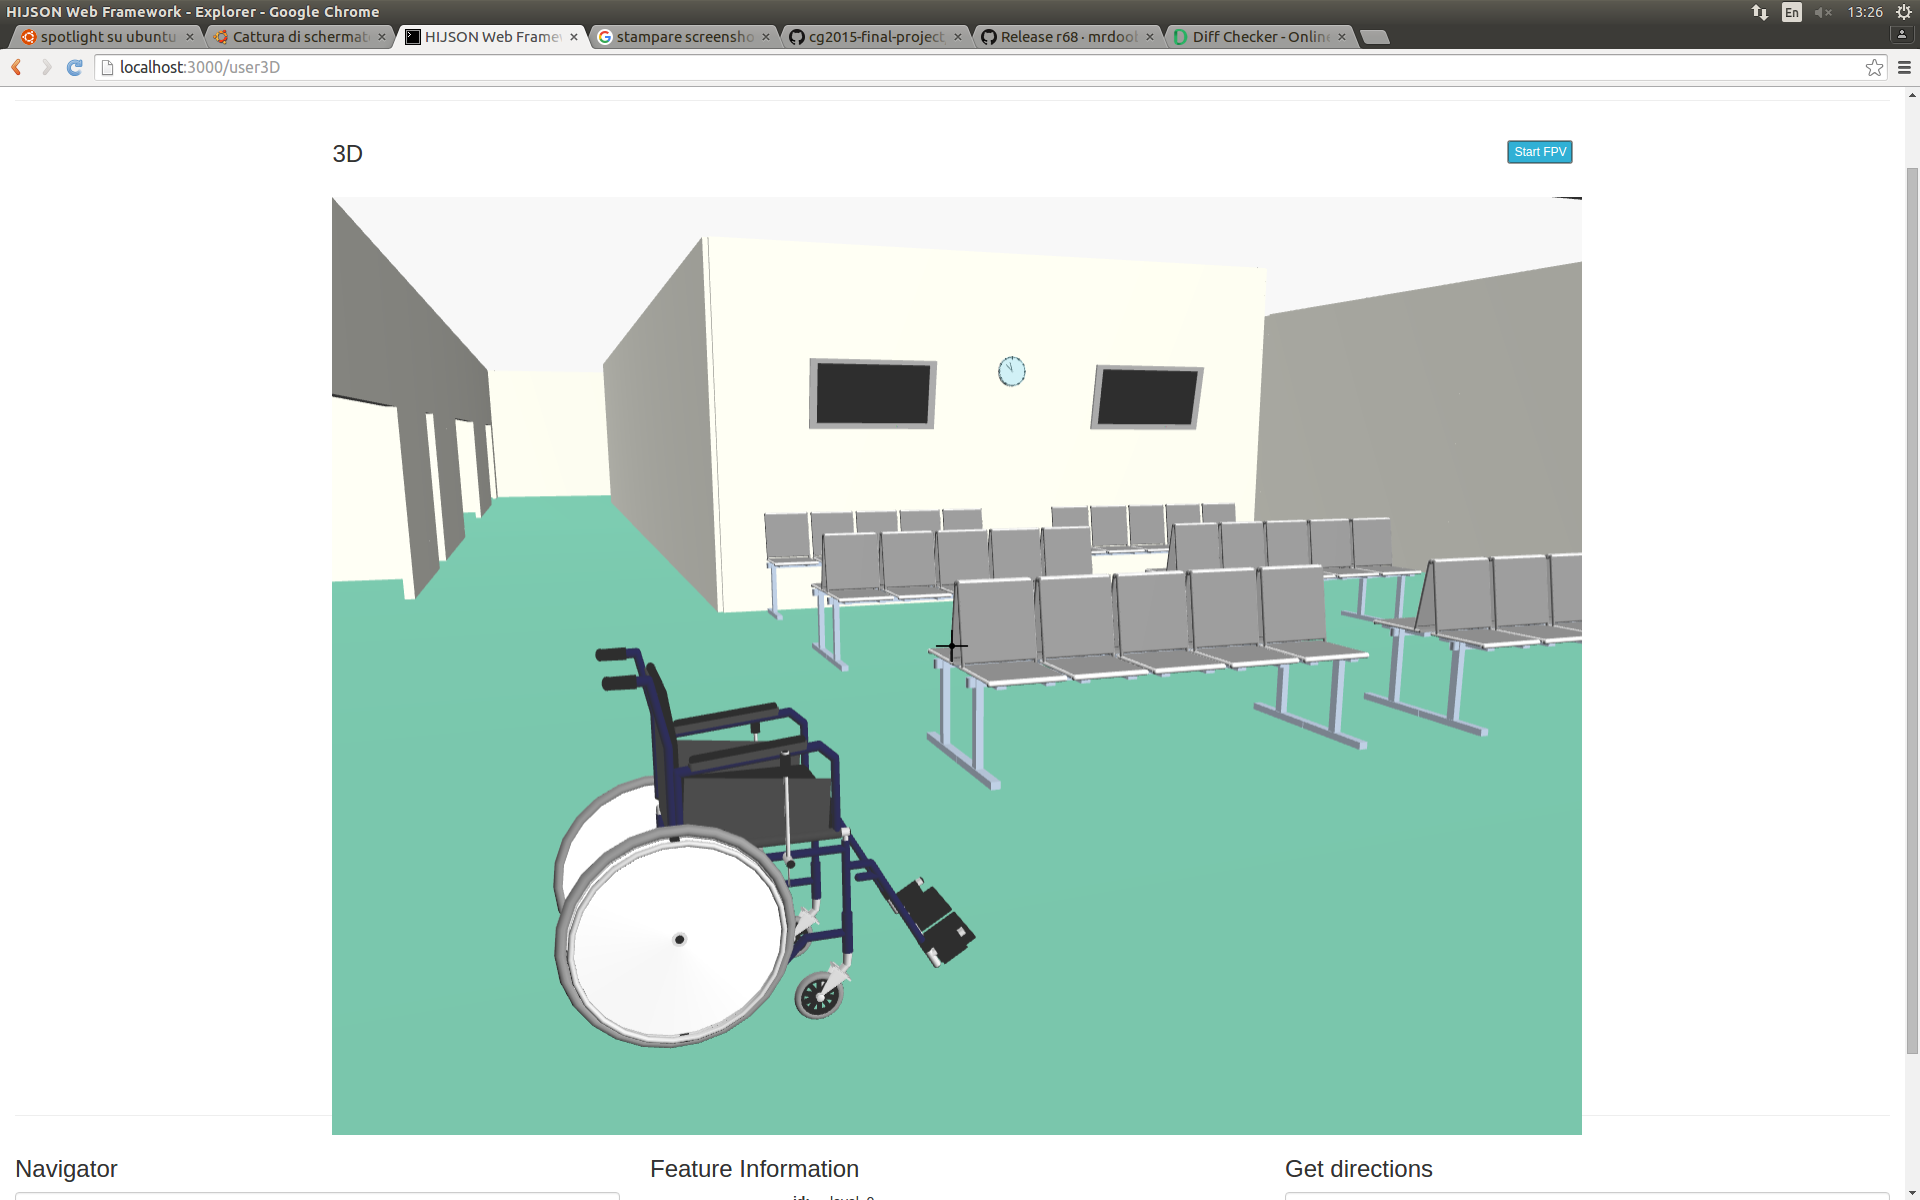 HIJSON Web Framework - Explorer - Google Chrome
En
13:26
spotlight su ubuntu
Cattura di schermat
HIJSON Web Frame
stampare screensho
cg2015-final-project
Release r68 · mrdoob
Diff Checker - Online
localhost:3000/user3D
3D
Start FPV
Navigator
Feature Information
Get directions